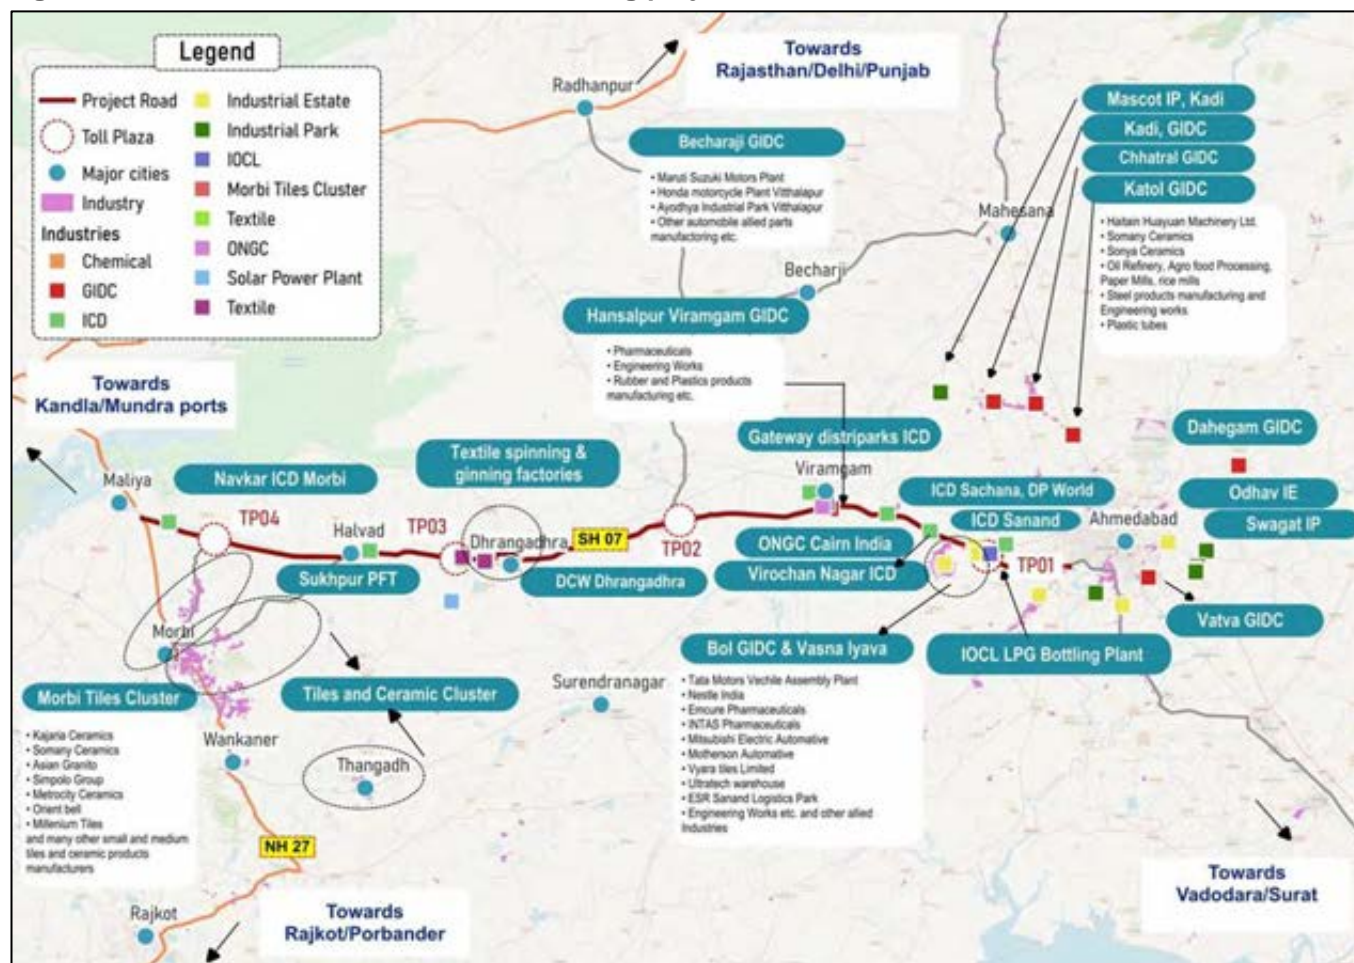 Legend
Project Road
Toll Plaza
Major cities
Industry
Industries
Chemical
GIDC
ICD
Industrial Estate
Industrial Park
IOCL
Morbi Tiles Cluster
Textile
ONGC
Solar Power Plant
Textile
Towards
Rajasthan/Delhi/Punjab
Radhanpur
Becharaji GIDC
• Maruti Suzuki Motors Plant
• Honda motorcycle Plant Vitthalapur
• Ayodhya Industrial Park Vitthalapur
• Other automobile allied parts
manufactoring etc.
Mascot IP, Kadi
Kadi, GIDC
Chhatral GIDC
Katol GIDC
• Haitain Huayuan Machinery Ltd.
• Somany Ceramics
• Sonya Ceramics
• Oil Refinery, Agro food Processing,
Paper Mills, rice mills
• Steel products manufacturing and
Engineering works
• Plastic tubes
Mahesana
Becharji
Hansalpur Viramgam GIDC
• Pharmaceuticals
• Engineering Works
• Rubber and Plastics products
manufacturing etc.
Towards
Kandla/Mundra ports
Maliya
Navkar ICD Morbi
TP04
Halvad
Sukhpur PFT
Textile spinning &
ginning factories
TP03
Dhrangadhra
SH 07
DCW Dhrangadhra
TP02
Gateway distriparks ICD
Viramgam
ONGC Cairn India
Virochan Nagar ICD
ICD Sachana, DP World
ICD Sanand
Ahmedabad
TP01
Dahegam GIDC
Odhav IE
Swagat IP
Vatva GIDC
IOCL LPG Bottling Plant
Bol GIDC & Vasna Iyava
• Tata Motors Vechile Assembly Plant
• Nestle India
• Emcure Pharmaceuticals
• INTAS Pharmaceuticals
• Mitsubishi Electric Automative
• Motherson Automative
• Vyara tiles Limited
• Ultratech warehouse
• ESR Sanand Logistics Park
• Engineering Works etc. and other allied
Industries
Morbi
Morbi Tiles Cluster
• Kajaria Ceramics
• Somany Ceramics
• Asian Granito
• Simpolo Group
• Metrocity Ceramics
• Orient bell
• Millenium Tiles
and many other small and medium
tiles and ceramic products
manufacturers
Tiles and Ceramic Cluster
Surendranagar
Wankaner
Thangadh
NH 27
Rajkot
Towards
Rajkot/Porbander
Towards
Vadodara/Surat